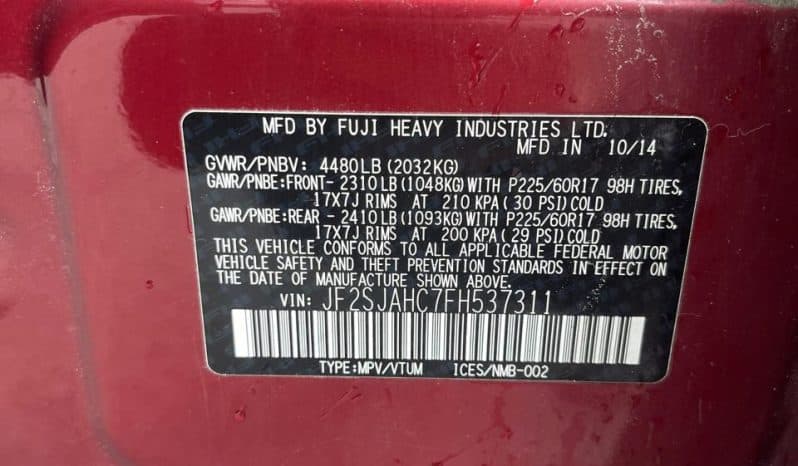 MFD BY FUJI HEAVY INDUSTRIES LTD.
MFD IN 10/14
GVWR/PNBV: 4480LB (2032KG)
GAWR/PNBE:FRONT- 2310LB(1048KG)WITH P225/60R17 98H TIRES,
17X7J RIMS AT 210 KPA( 30 PSI)COLD
GAWR/PNBE:REAR - 2410LB(1093KG)WITH P225/60R17 98H TIRES,
17X7J RIMS AT 200 KPA( 29 PSI)COLD
THIS VEHICLE CONFORMS TO ALL APPLICABLE FEDERAL MOTOR
VEHICLE SAFETY AND THEFT PREVENTION STANDARDS IN EFFECT ON
THE DATE OF MANUFACTURE SHOWN ABOVE.
VIN: JF2SJAHC7FH537311
TYPE:MPV/VTUM ICES/NMB-002